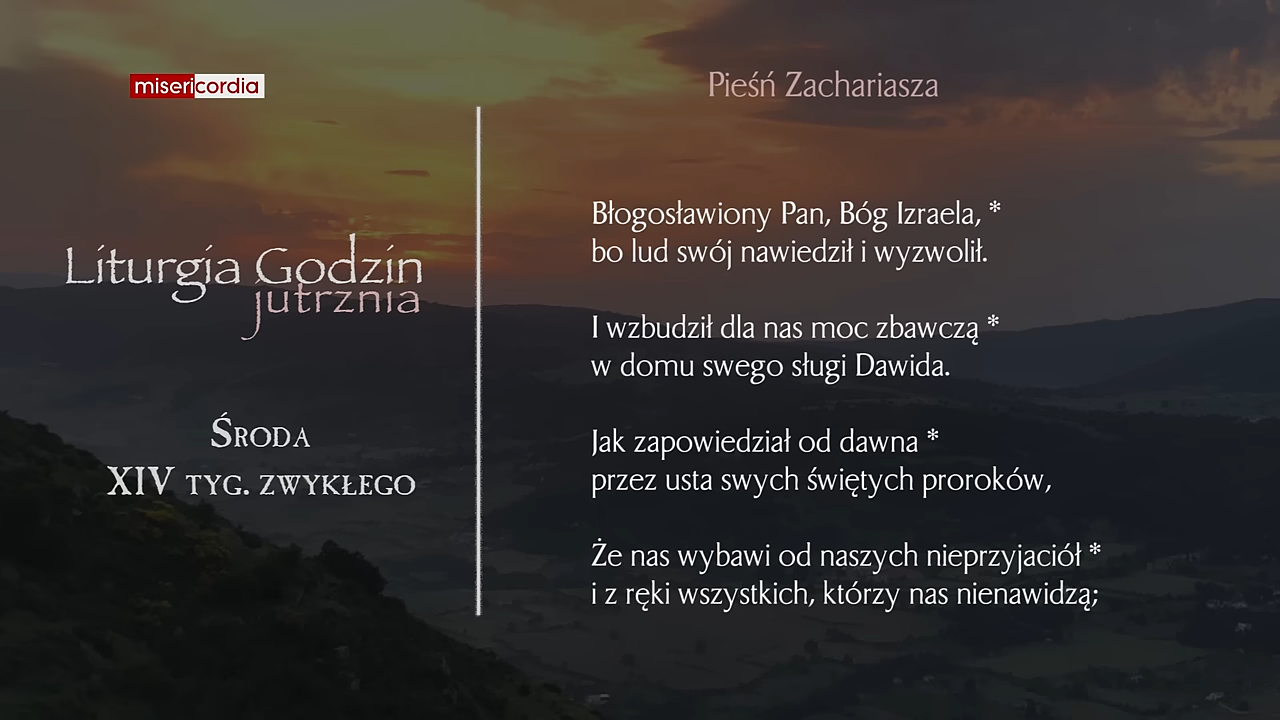 misericordia
Liturgia Godzin
jutrznia
Środa
XIV tyg. zwykłego
Pieśń Zachariasza
Błogosławiony Pan, Bóg Izraela, *
bo lud swój nawiedził i wyzwolił.
I wzbudził dla nas moc zbawczą *
w domu swego sługi Dawida.
Jak zapowiedział od dawna *
przez usta swych świętych proroków,
Że nas wybawi od naszych nieprzyjaciół *
i z ręki wszystkich, którzy nas nienawidzą;